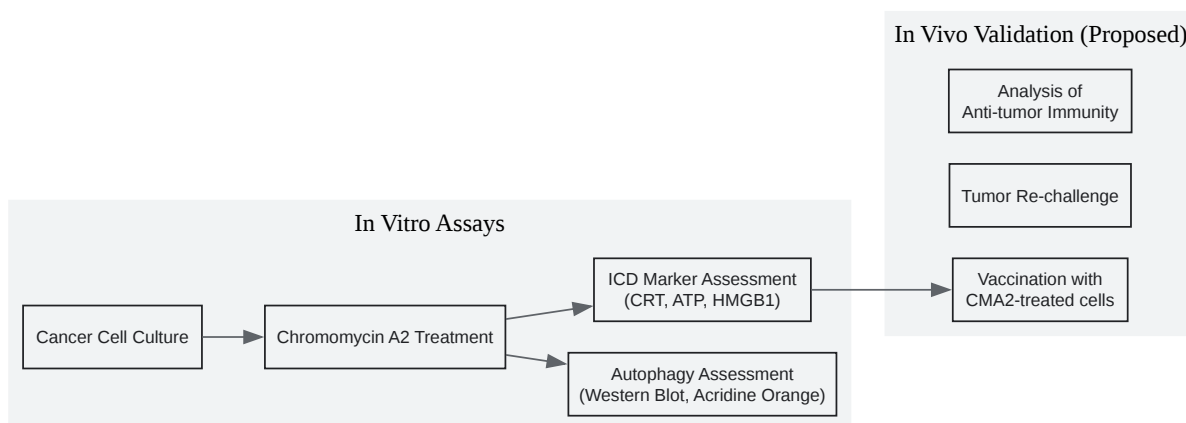 In Vivo Validation (Proposed)
Analysis of
Anti-tumor Immunity
Tumor Re-challenge
Vaccination with
CMA2-treated cells
In Vitro Assays
Cancer Cell Culture
Chromomycin A2 Treatment
ICD Marker Assessment
(CRT, ATP, HMGB1)
Autophagy Assessment
(Western Blot, Acridine Orange)